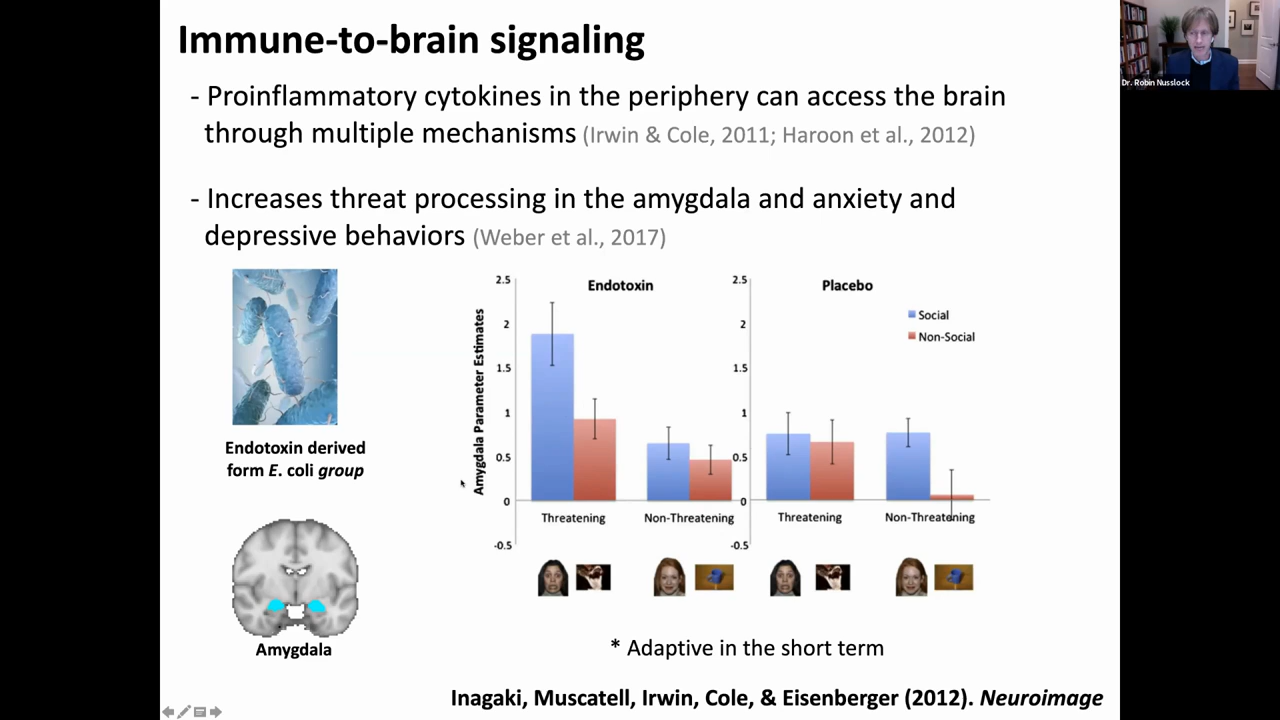 Immune-to-brain signaling
Dr. Robin Nusslock
- Proinflammatory cytokines in the periphery can access the brain
through multiple mechanisms (Irwin & Cole, 2011; Haroon et al., 2012)
- Increases threat processing in the amygdala and anxiety and
depressive behaviors (Weber et al., 2017)
Endotoxin derived
form E. coli group
Amygdala
Amygdala Parameter Estimates
2.5
2
1.5
1
0.5
0
-0.5
Endotoxin
Threatening
Non-Threatening
2.5
2
1.5
1
0.5
0
-0.5
Placebo
Social
Non-Social
Threatening
Non-Threatening
* Adaptive in the short term
Inagaki, Muscatell, Irwin, Cole, & Eisenberger (2012). Neuroimage